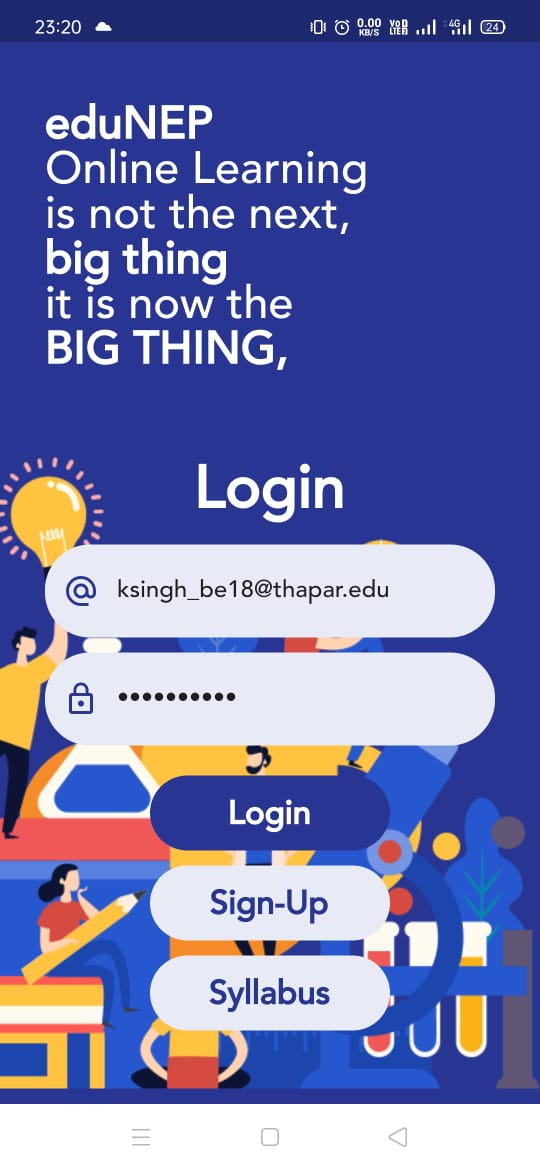 23:20
0.00 KB/S
4G
24
eduNEP
Online Learning
is not the next,
big thing
it is now the
BIG THING,
Login
ksingh_be18@thapar.edu
••••••••••
Login
Sign-Up
Syllabus